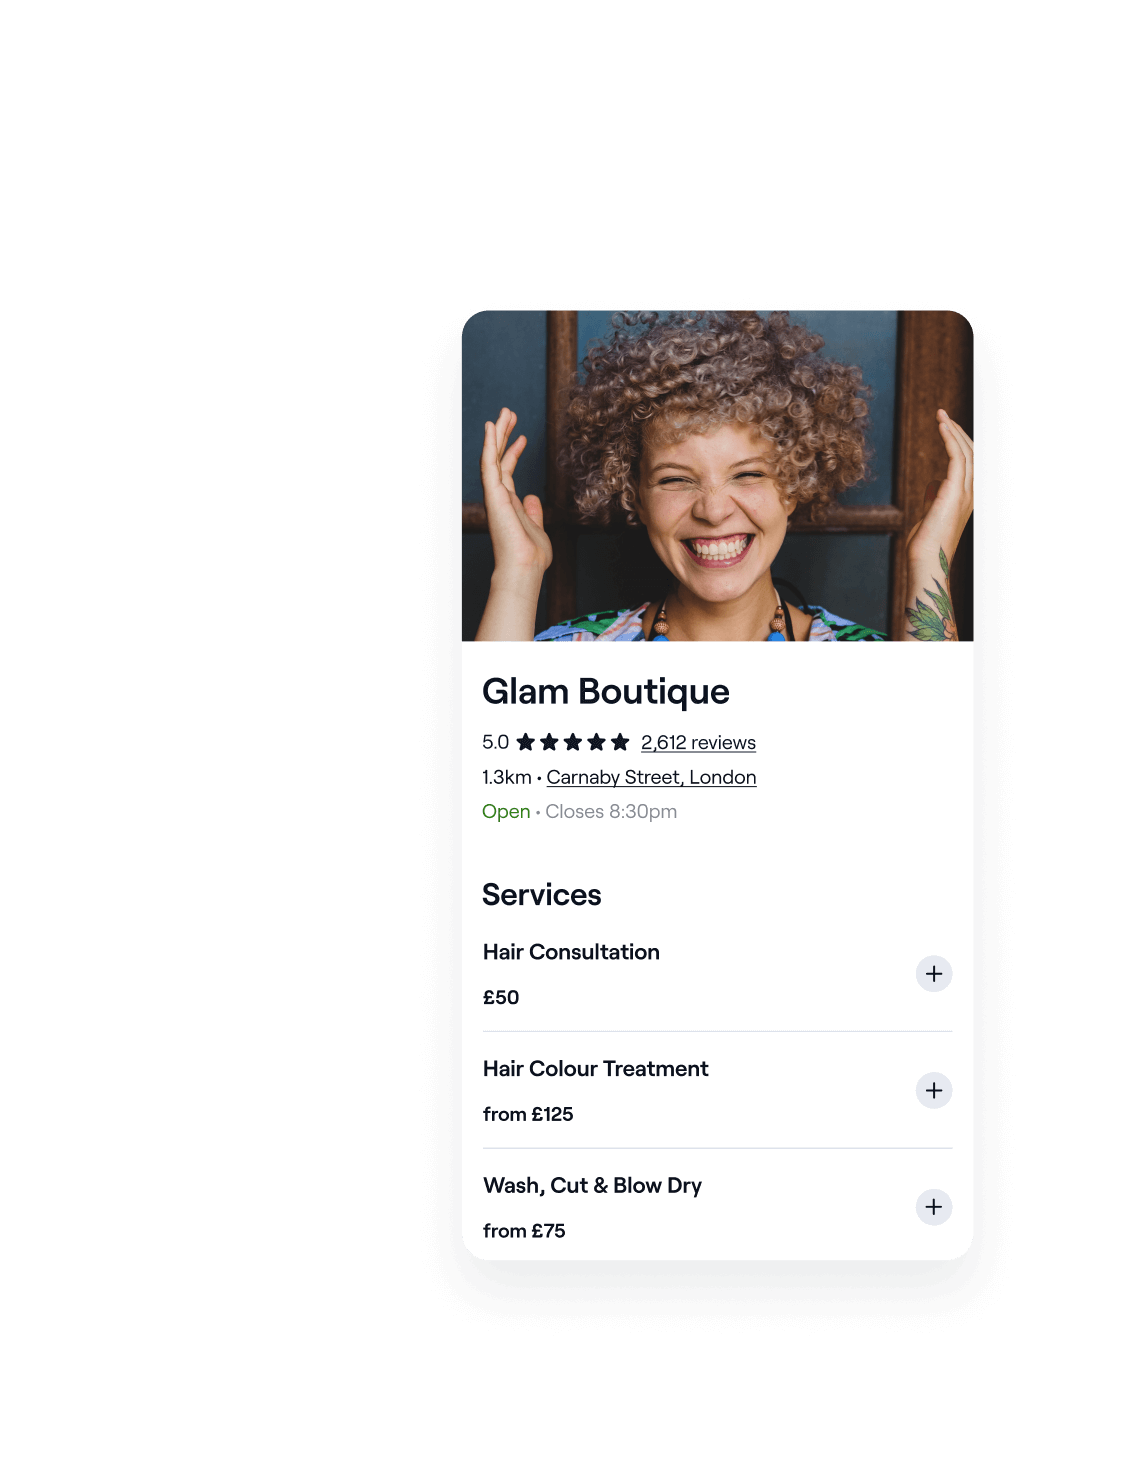 Glam Boutique
5.0 ★★★★★ 2,612 reviews
1.3km • Carnaby Street, London
Open • Closes 8:30pm
Services
Hair Consultation
£50
Hair Colour Treatment
from £125
Wash, Cut & Blow Dry
from £75